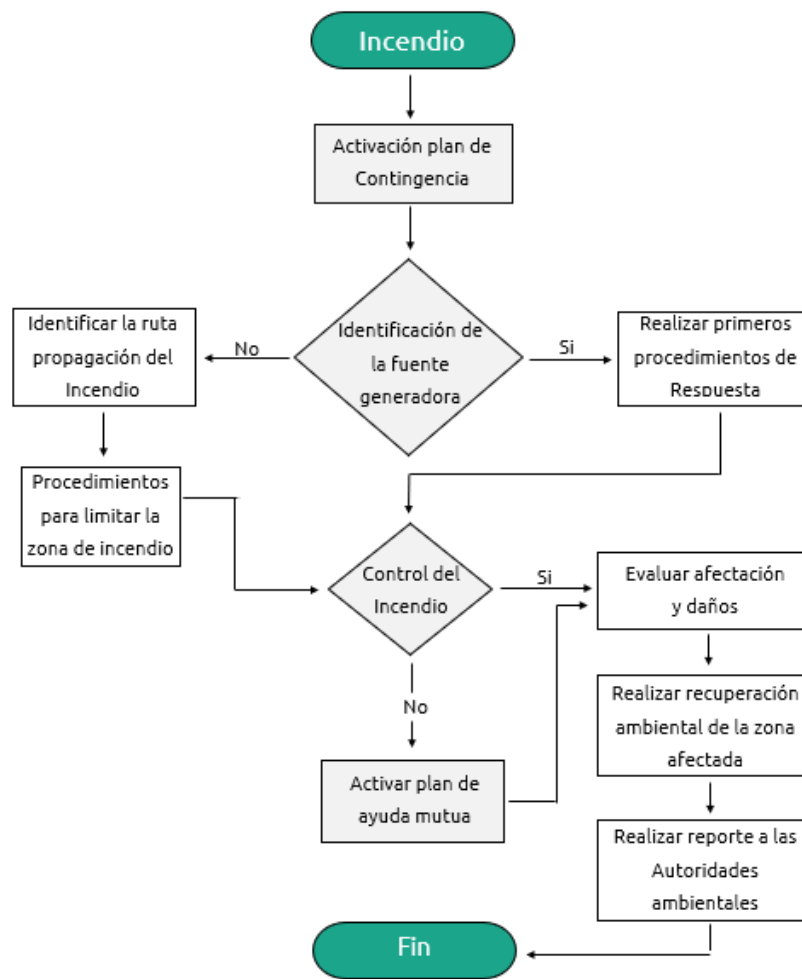 Incendio
Activación plan de
Contingencia
Identificación de
la fuente
generadora
No
Si
Identificar la ruta
propagación del
Incendio
Realizar primeros
procedimientos de
Respuesta
Procedimientos
para limitar la
zona de incendio
Control del
Incendio
Si
No
Evaluar afectación
y daños
Realizar recuperación
ambiental de la zona
afectada
Activar plan de
ayuda mutua
Realizar reporte a las
Autoridades
ambientales
Fin